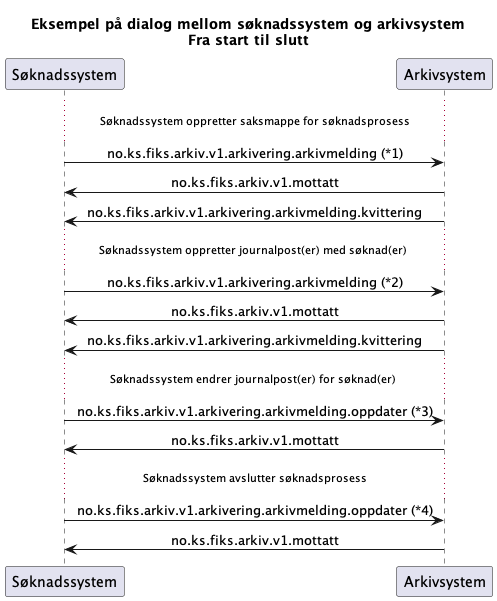 Eksempel på dialog mellom søknadssystem og arkivsystem
Fra start til slutt
Søknadssystem Arkivsystem
Søknadssystem oppretter saksmappe for søknadsprosess
no.ks.fiks.arkiv.v1.arkivering.arkivmelding (*1)
no.ks.fiks.arkiv.v1.mottatt
no.ks.fiks.arkiv.v1.arkivering.arkivmelding.kvittering
Søknadssystem oppretter journalpost(er) med søknad(er)
no.ks.fiks.arkiv.v1.arkivering.arkivmelding (*2)
no.ks.fiks.arkiv.v1.mottatt
no.ks.fiks.arkiv.v1.arkivering.arkivmelding.kvittering
Søknadssystem endrer journalpost(er) for søknad(er)
no.ks.fiks.arkiv.v1.arkivering.arkivmelding.oppdater (*3)
no.ks.fiks.arkiv.v1.mottatt
Søknadssystem avslutter søknadsprosess
no.ks.fiks.arkiv.v1.arkivering.arkivmelding.oppdater (*4)
no.ks.fiks.arkiv.v1.mottatt
Søknadssystem Arkivsystem